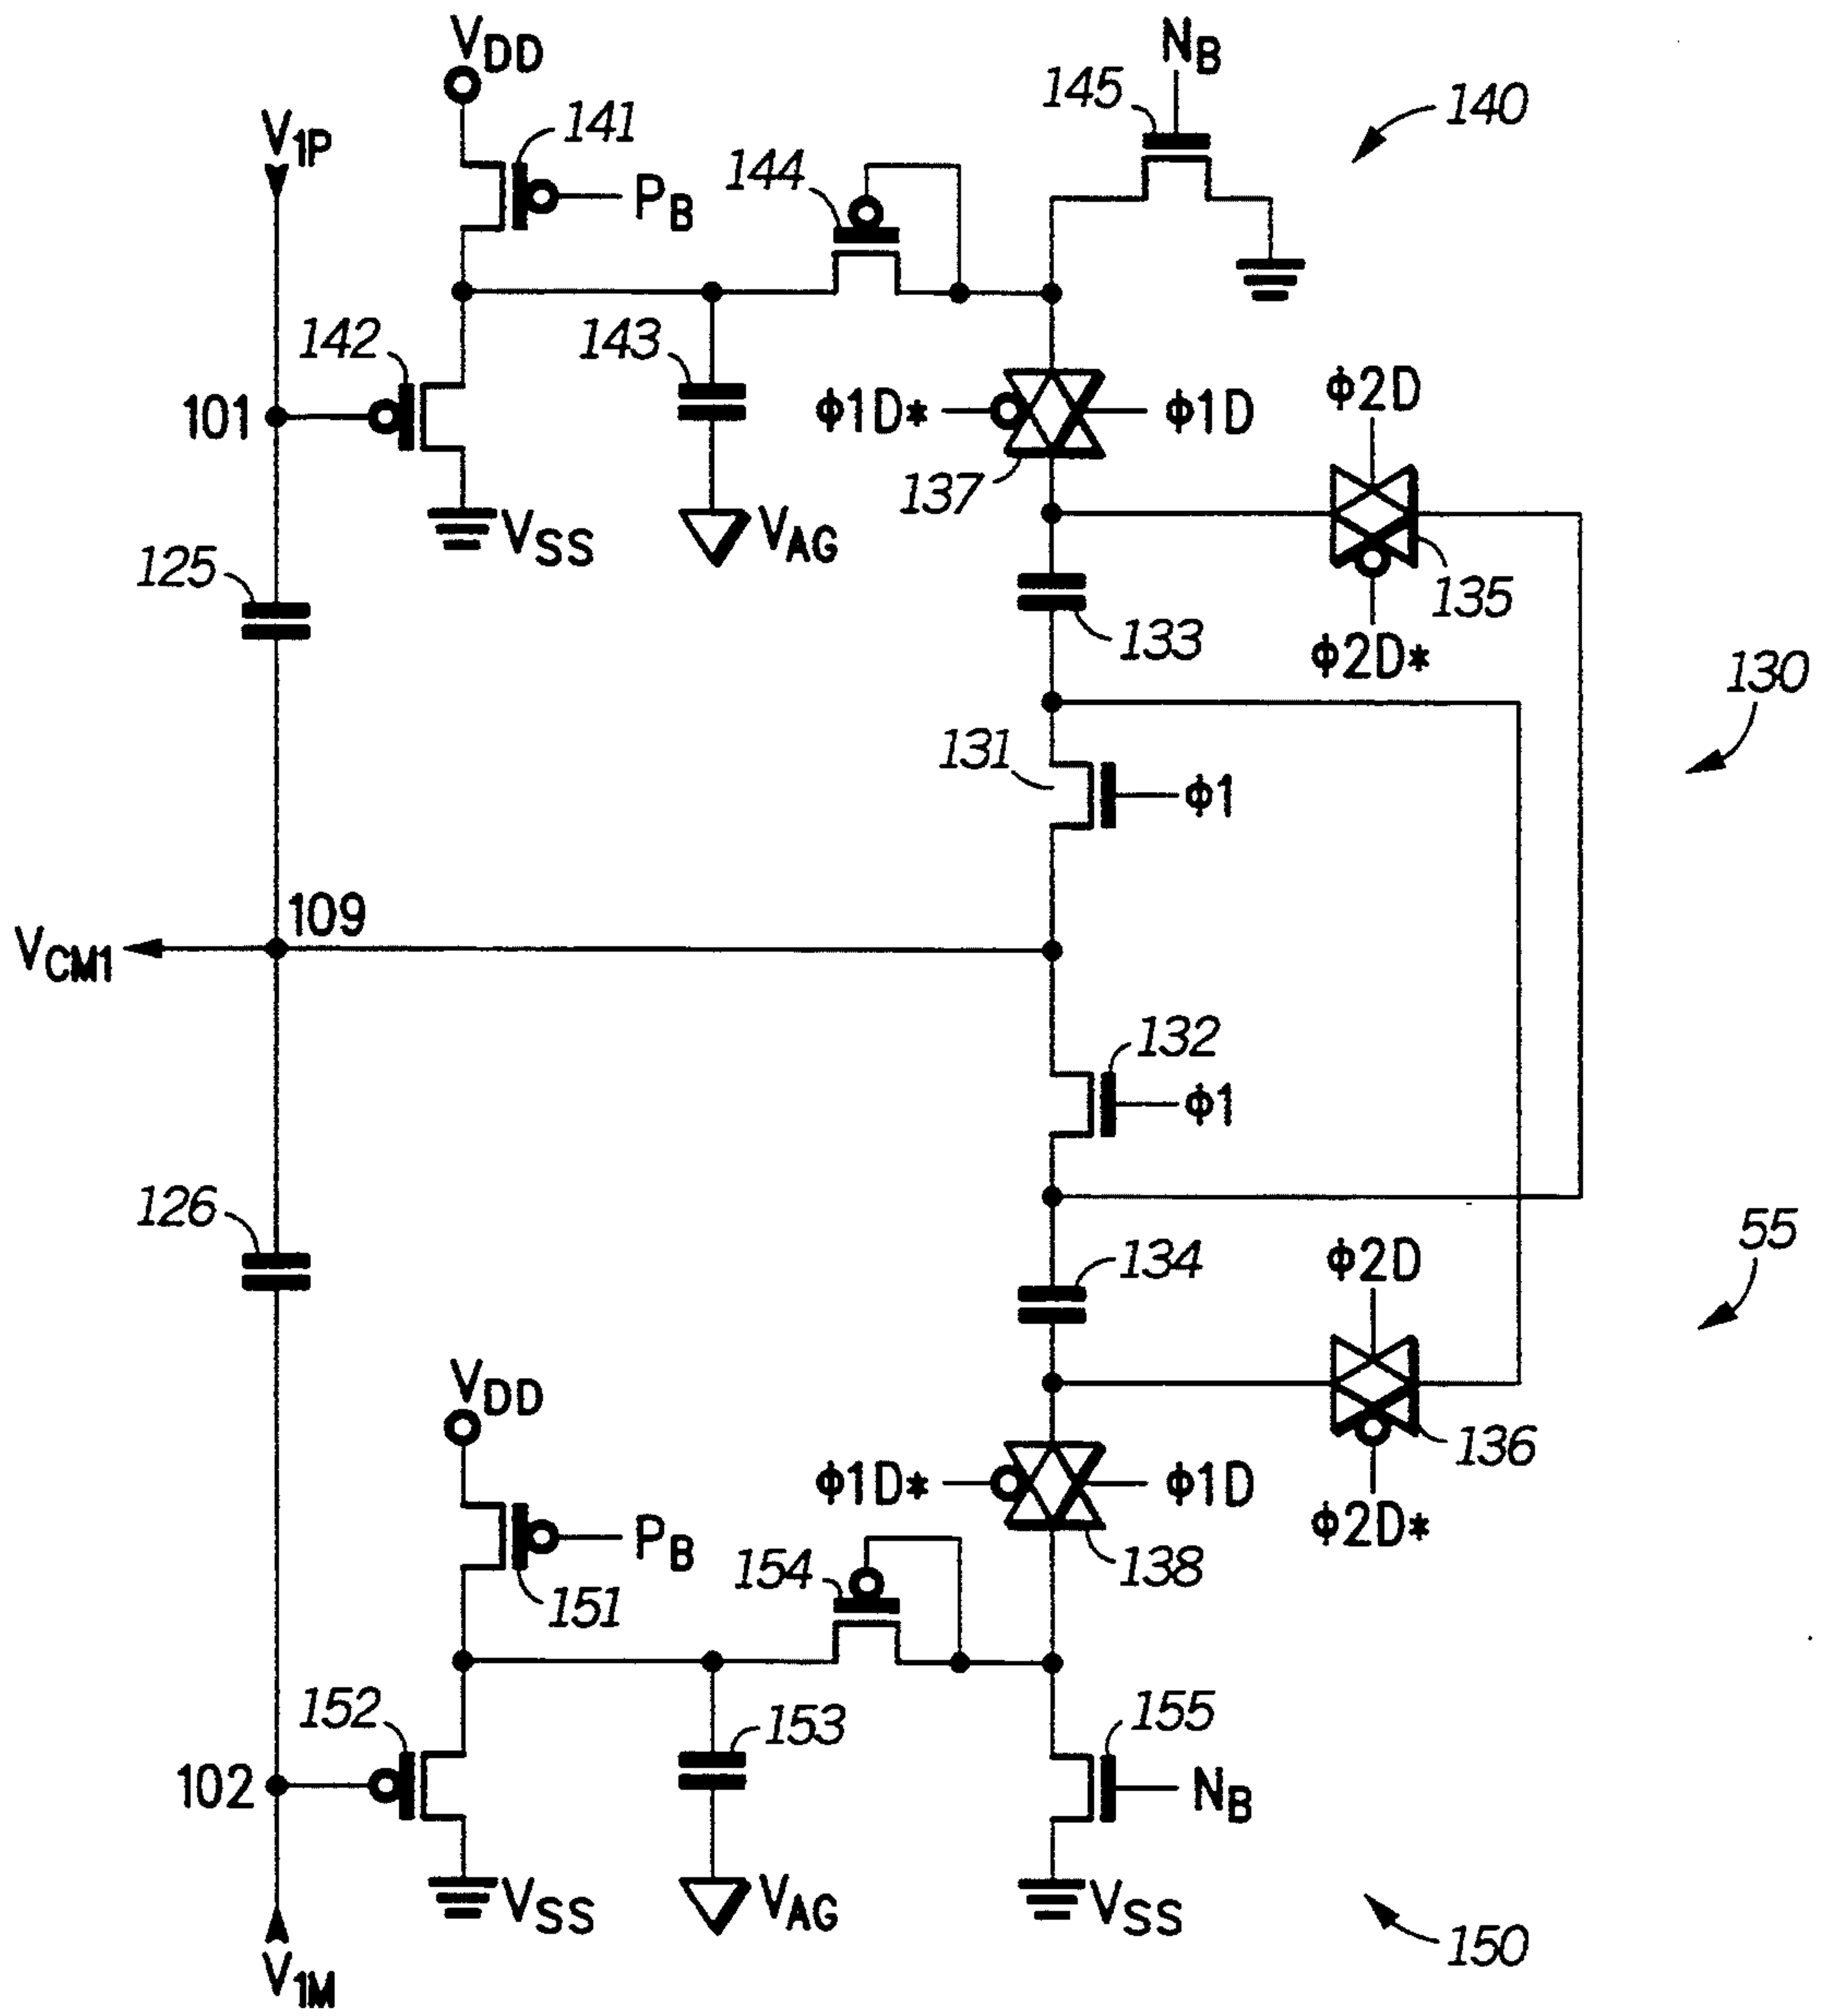 VDD
NB
145
140
V1P
141
144
PB
142
143
ϕ2D
101
ϕ1D*
ϕ1D
137
VSS
VAG
125
135
133
ϕ2D*
130
131
ϕ1
109
VCM1
132
ϕ1
126
55
134
ϕ2D
VDD
136
ϕ1D*
ϕ1D
PB
154
138
ϕ2D*
151
152
153
155
102
NB
VSS
VAG
VSS
150
V1M